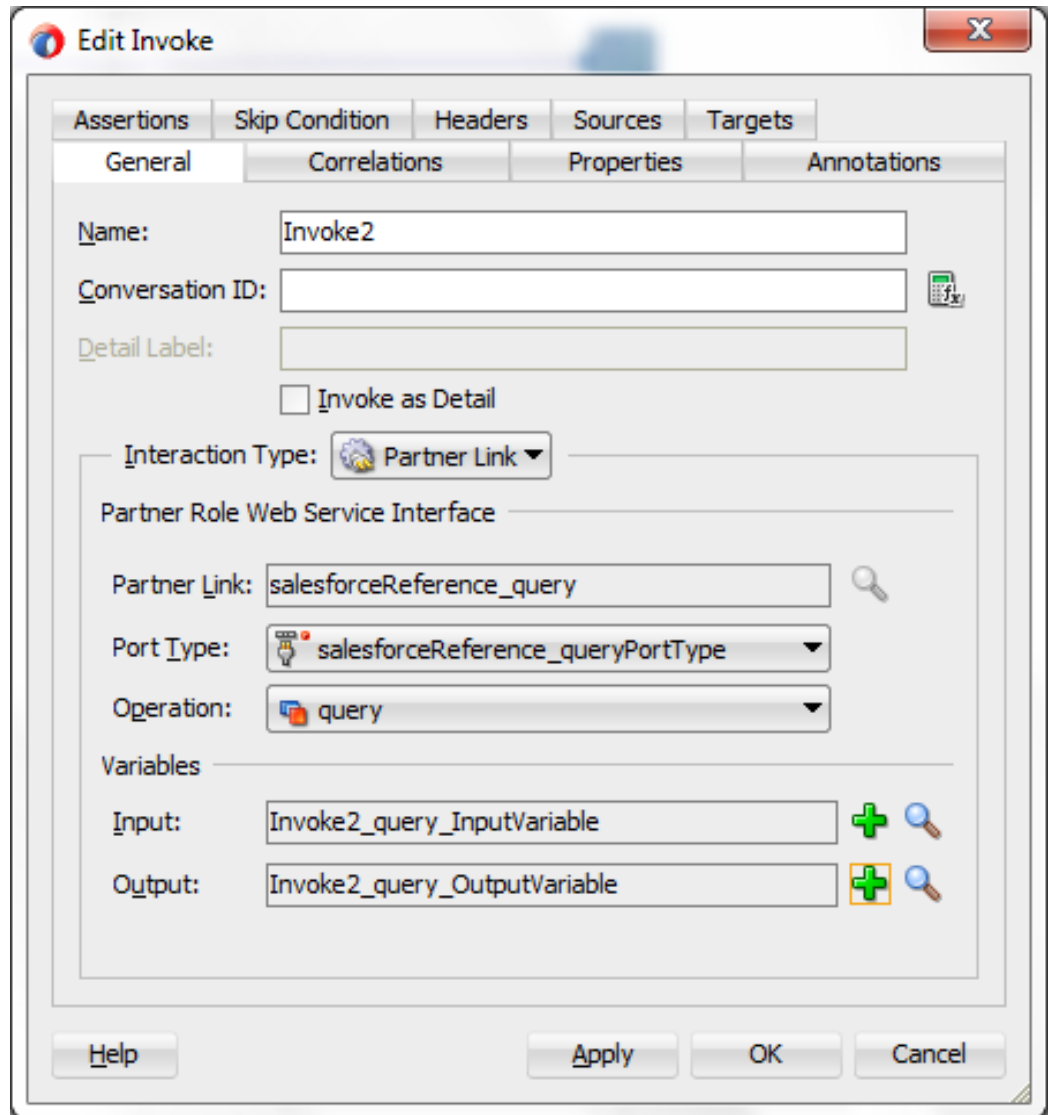 Edit Invoke
X
Assertions Skip Condition Headers Sources Targets
General Correlations Properties Annotations
Name: Invoke2
Conversation ID:
fx
Detail Label:
Invoke as Detail
Interaction Type: Partner Link
Partner Role Web Service Interface
Partner Link: salesforceReference_query
Port Type: salesforceReference_queryPortType
Operation: query
Variables
Input: Invoke2_query_InputVariable
Output: Invoke2_query_OutputVariable
Help Apply OK Cancel